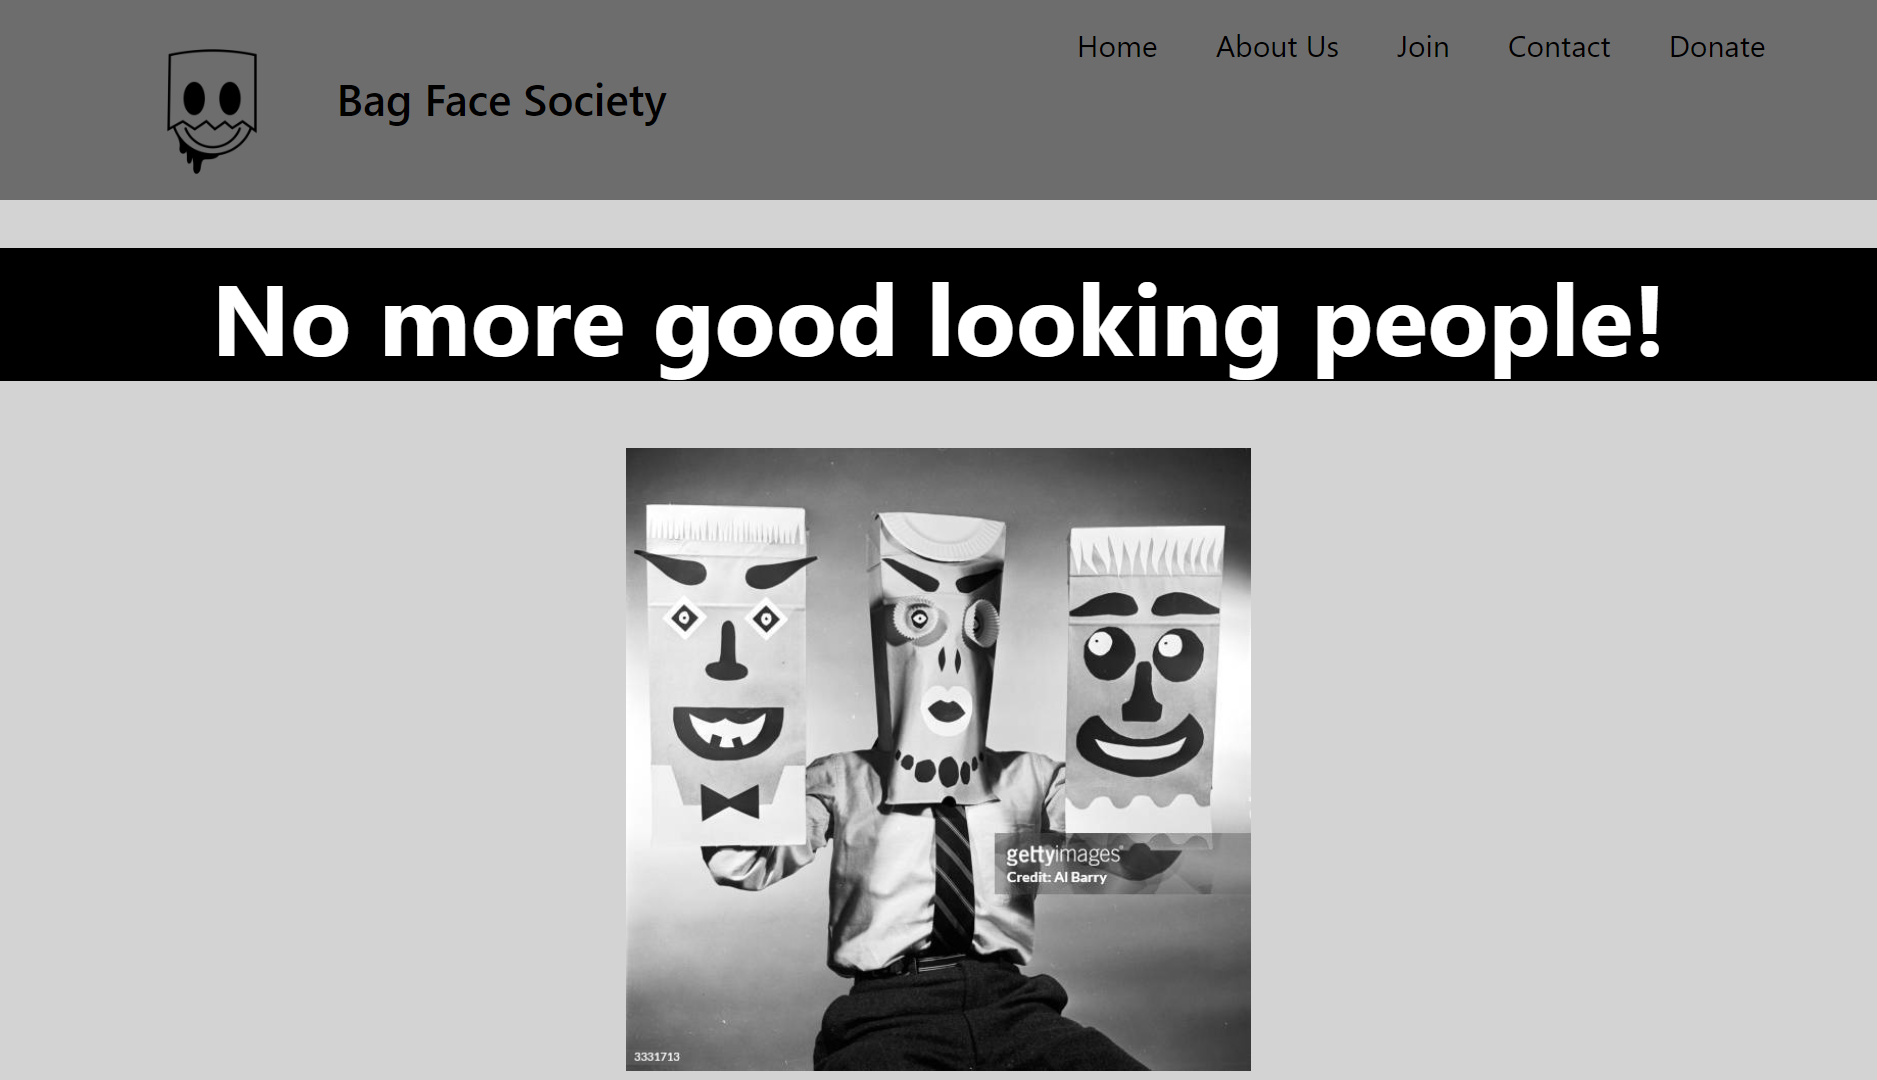 Home About Us Join Contact Donate
Bag Face Society
No more good looking people!
gettyimages®
Credit: Al Barry
3331713